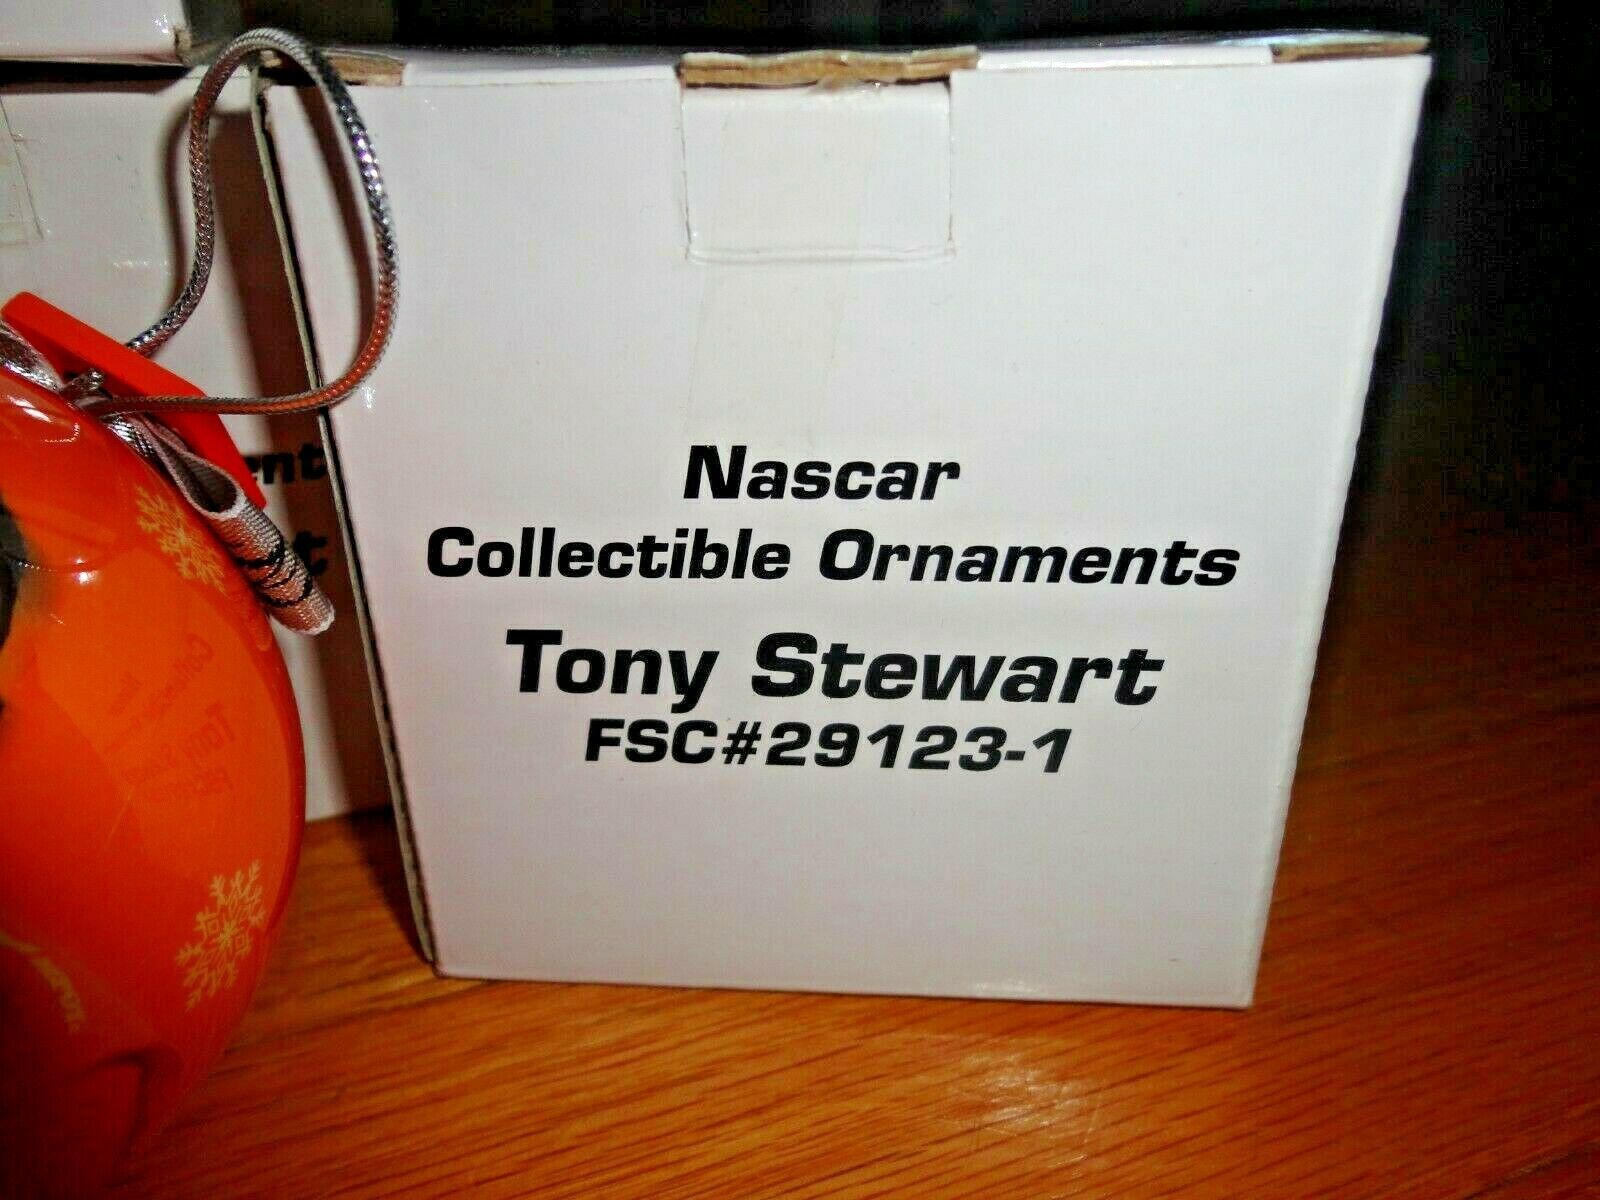 Nascar
Collectible Ornaments
Tony Stewart
FSC#29123-1